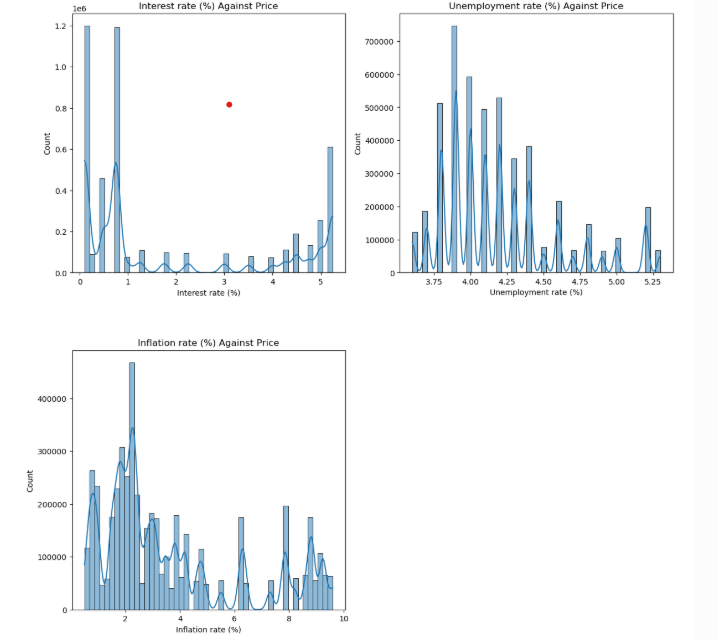 Interest rate (%) Against Price
1e6
1.2
1.0
0.8
0.6
0.4
0.2
0.0
Count
0 1 2 3 4 5
Interest rate (%)
Unemployment rate (%) Against Price
700000
600000
500000
400000
300000
200000
100000
0
Count
3.75 4.00 4.25 4.50 4.75 5.00 5.25
Unemployment rate (%)
Inflation rate (%) Against Price
400000
300000
200000
100000
0
Count
2 4 6 8 10
Inflation rate (%)